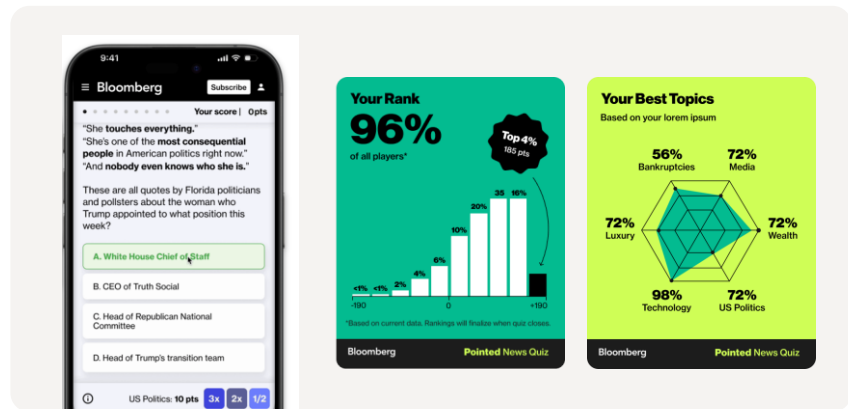 9:41
Bloomberg
Subscribe
Your score | 0pts
“She touches everything.”
“She’s one of the most consequential
people in American politics right now.”
“And nobody even knows who she is.”
These are all quotes by Florida politicians
and pollsters about the woman who
Trump appointed to what position this
week?
A. White House Chief of Staff
B. CEO of Truth Social
C. Head of Republican National
Committee
D. Head of Trump’s transition team
US Politics: 10 pts 3x 2x 1/2
Your Rank
96%
of all players*
Top 4%
185 pts
<1% <1% 2% 4% 6% 10% 20% 35 16%
-190 0 +190
*Based on current data. Rankings will finalize when quiz closes.
Bloomberg Pointed News Quiz
Your Best Topics
Based on your lorem ipsum
56%
Bankruptcies
72%
Media
72%
Luxury
72%
Wealth
98%
Technology
72%
US Politics
Bloomberg Pointed News Quiz